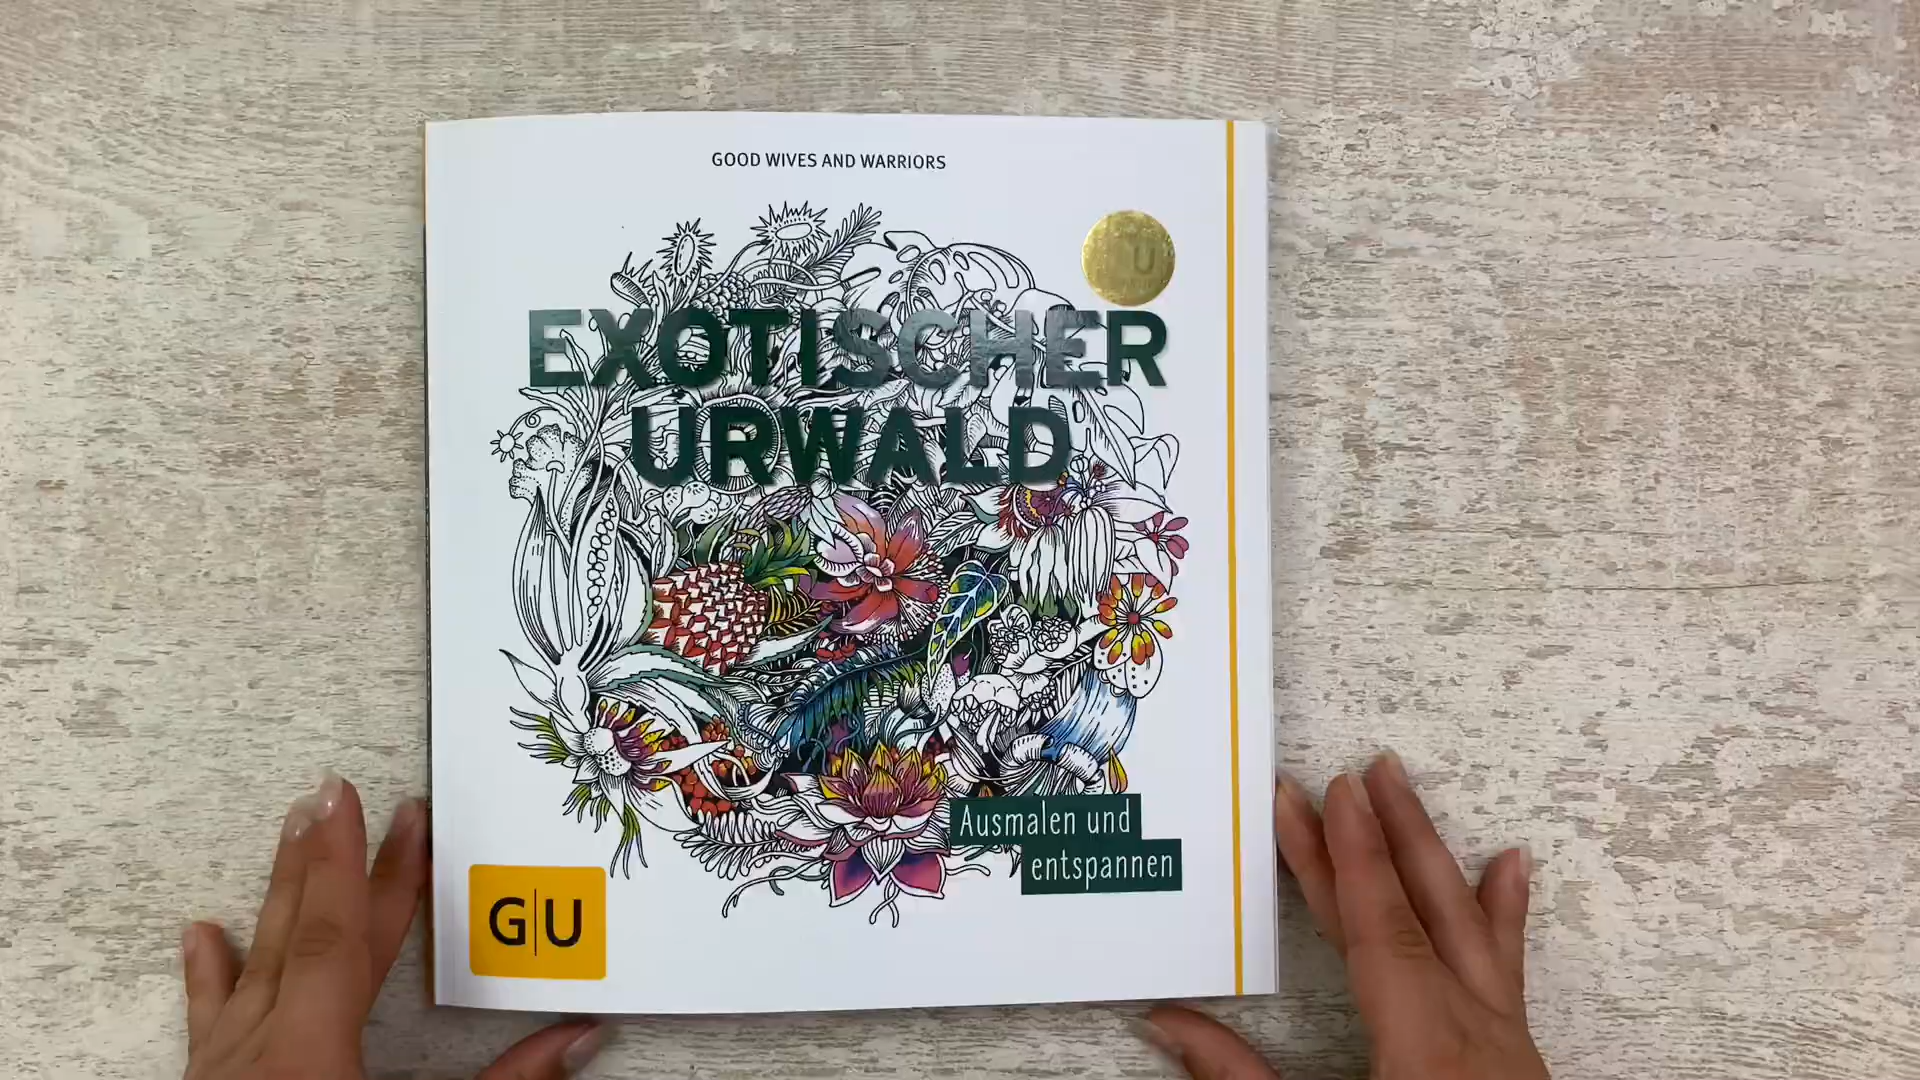 GOOD WIVES AND WARRIORS
EXOTISCHER
URWALD
Ausmalen und
entspannen
G|U